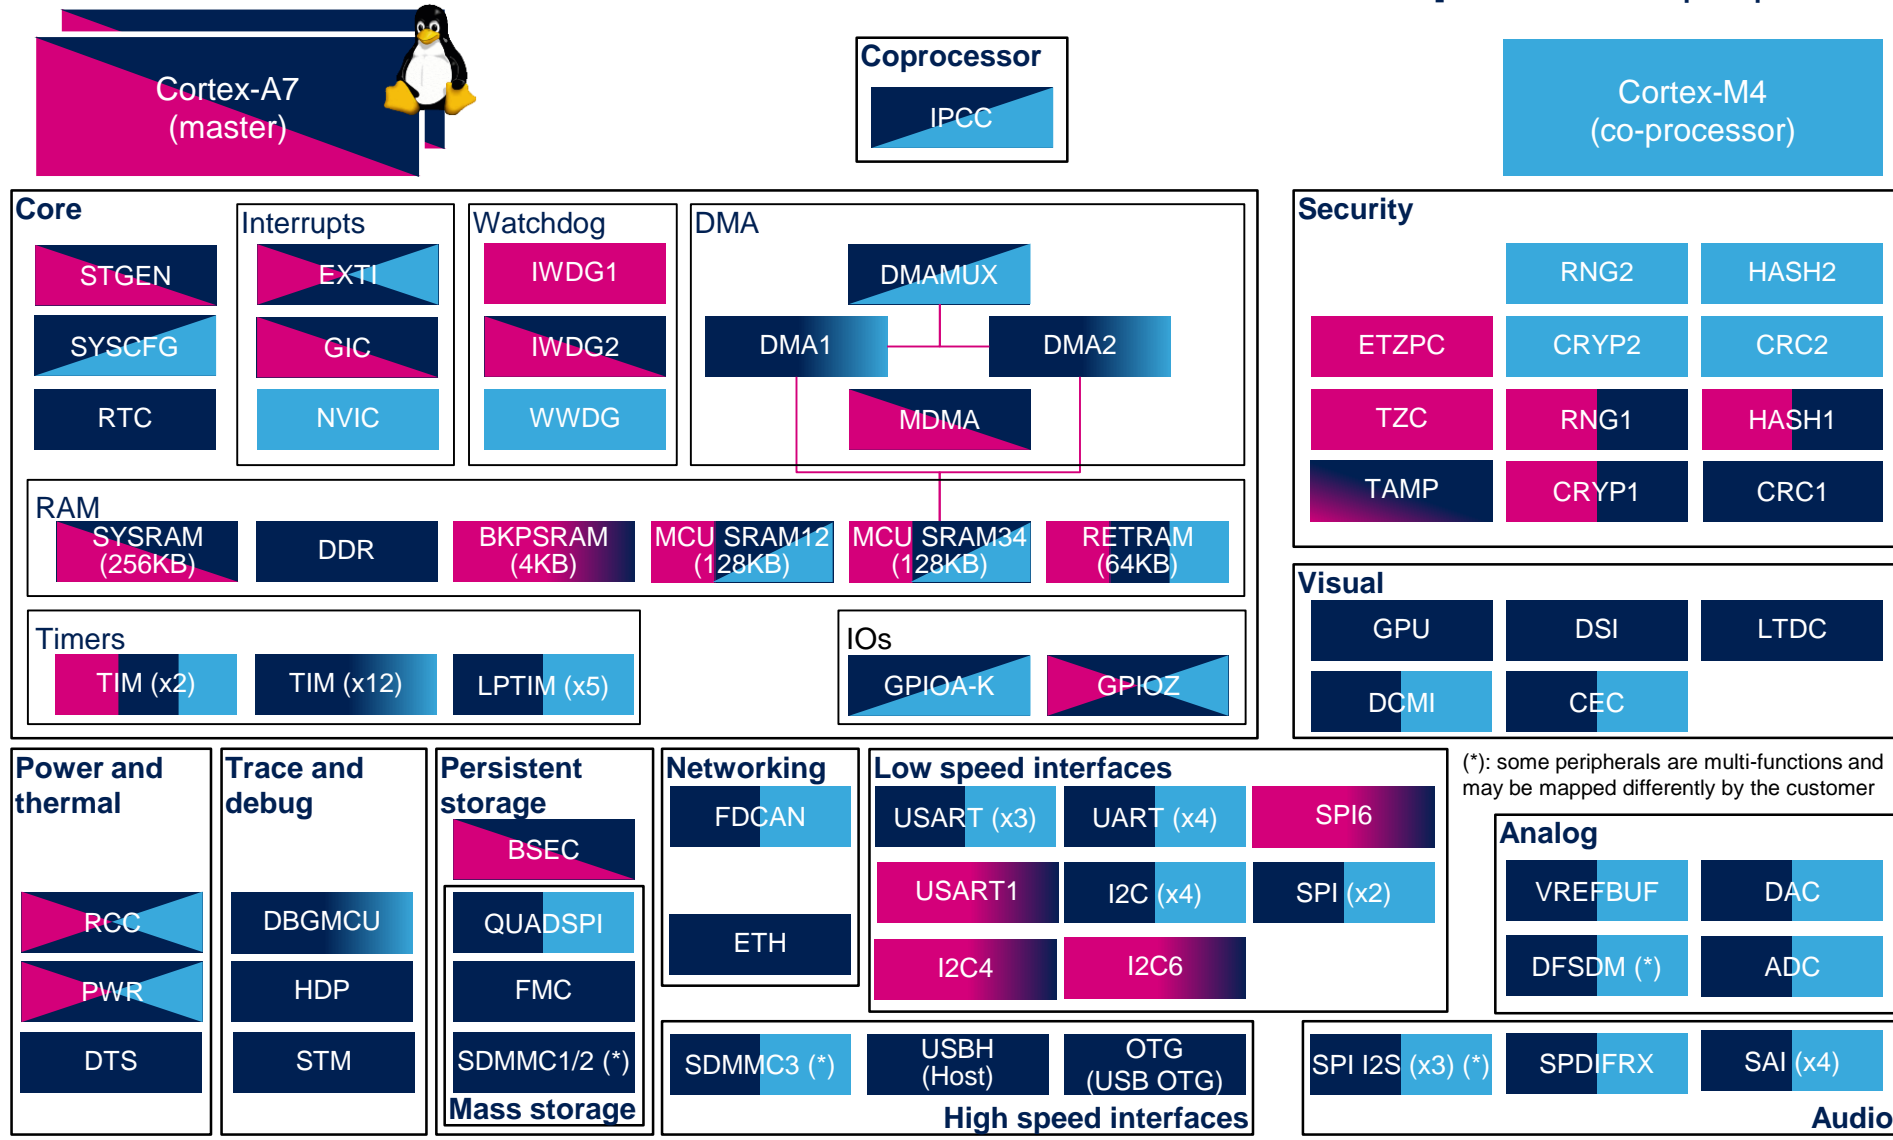 Cortex-A7
(master)
Coprocessor
IPCC
Cortex-M4
(co-processor)
Core
STGEN
SYSCFG
RTC
Interrupts
EXTI
GIC
NVIC
Watchdog
IWDG1
IWDG2
WWDG
DMA
DMAMUX
DMA1
DMA2
MDMA
RAM
SYSRAM
(256KB)
DDR
BKPSRAM
(4KB)
MCU SRAM12
(128KB)
MCU SRAM34
(128KB)
RETRAM
(64KB)
Timers
TIM (x2)
TIM (x12)
LPTIM (x5)
IOs
GPIOA-K
GPIOZ
Security
RNG2
HASH2
ETZPC
CRYP2
CRC2
TZC
RNG1
HASH1
TAMP
CRYP1
CRC1
Visual
GPU
DSI
LTDC
DCMI
CEC
Power and
thermal
RCC
PWR
DTS
Trace and
debug
DBGMCU
HDP
STM
Persistent
storage
BSEC
QUADSPI
FMC
SDMMC1/2 (*)
Mass storage
Networking
FDCAN
ETH
Low speed interfaces
USART (x3)
UART (x4)
SPI6
USART1
I2C (x4)
SPI (x2)
I2C4
I2C6
(*): some peripherals are multi-functions and
may be mapped differently by the customer
Analog
VREFBUF
DAC
DFSDM (*)
ADC
SDMMC3 (*)
USBH
(Host)
OTG
(USB OTG)
High speed interfaces
SPI I2S (x3) (*)
SPDIFRX
SAI (x4)
Audio